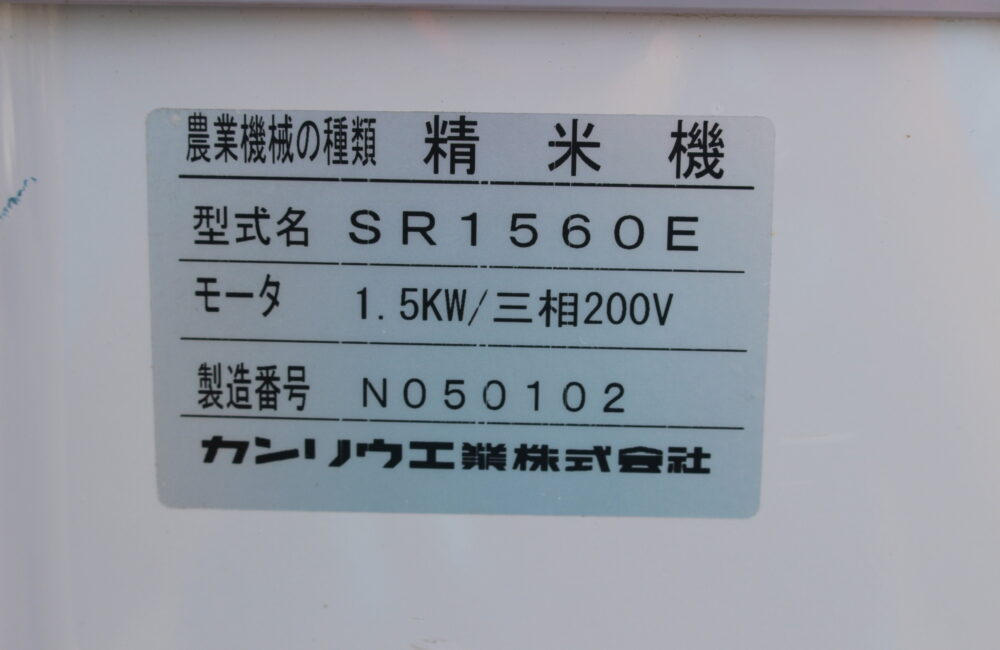 農業機械の種類 精米機
型式名 SR1560E
モータ 1.5KW/三相200V
製造番号 N050102
カンリウ工業株式会社